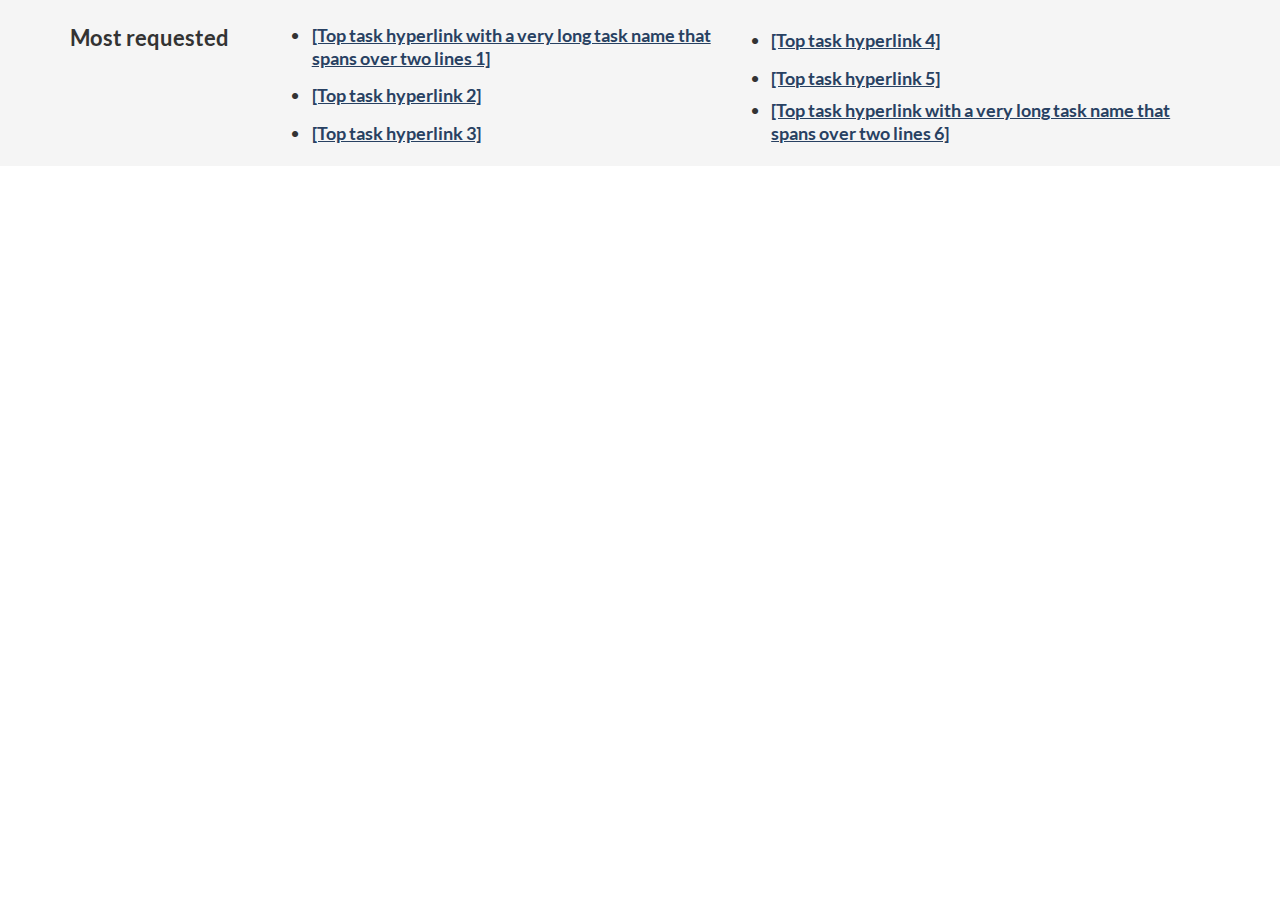 Most requested
• [Top task hyperlink with a very long task name that
spans over two lines 1]
• [Top task hyperlink 2]
• [Top task hyperlink 3]
• [Top task hyperlink 4]
• [Top task hyperlink 5]
• [Top task hyperlink with a very long task name that
spans over two lines 6]